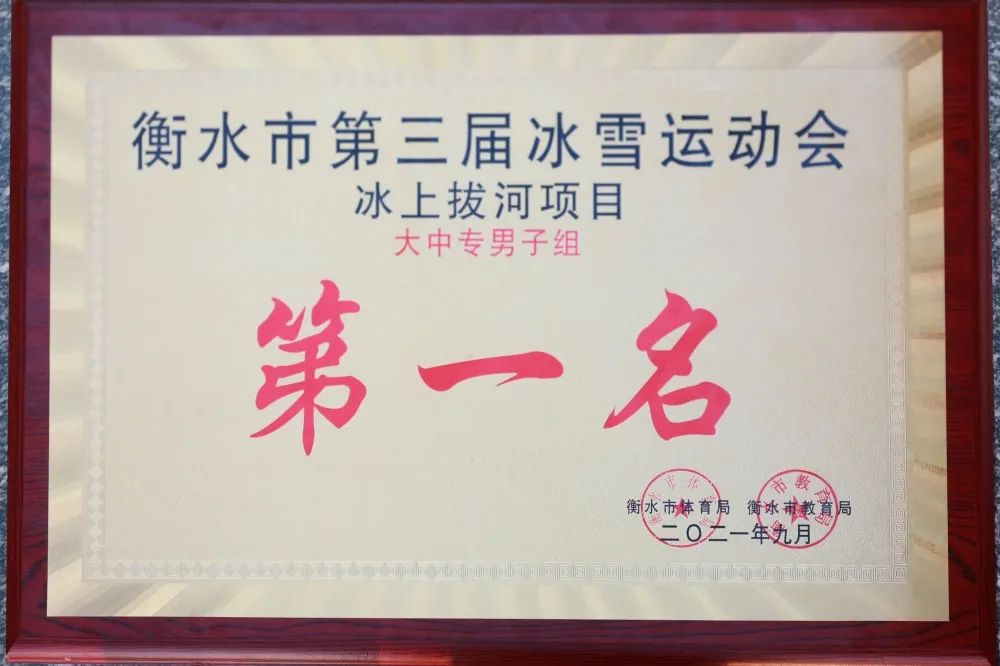 衡水市第三届冰雪运动会
冰上拔河项目
大中专男子组
第一名
衡水市体育局 衡水市教育局
二〇二一年九月